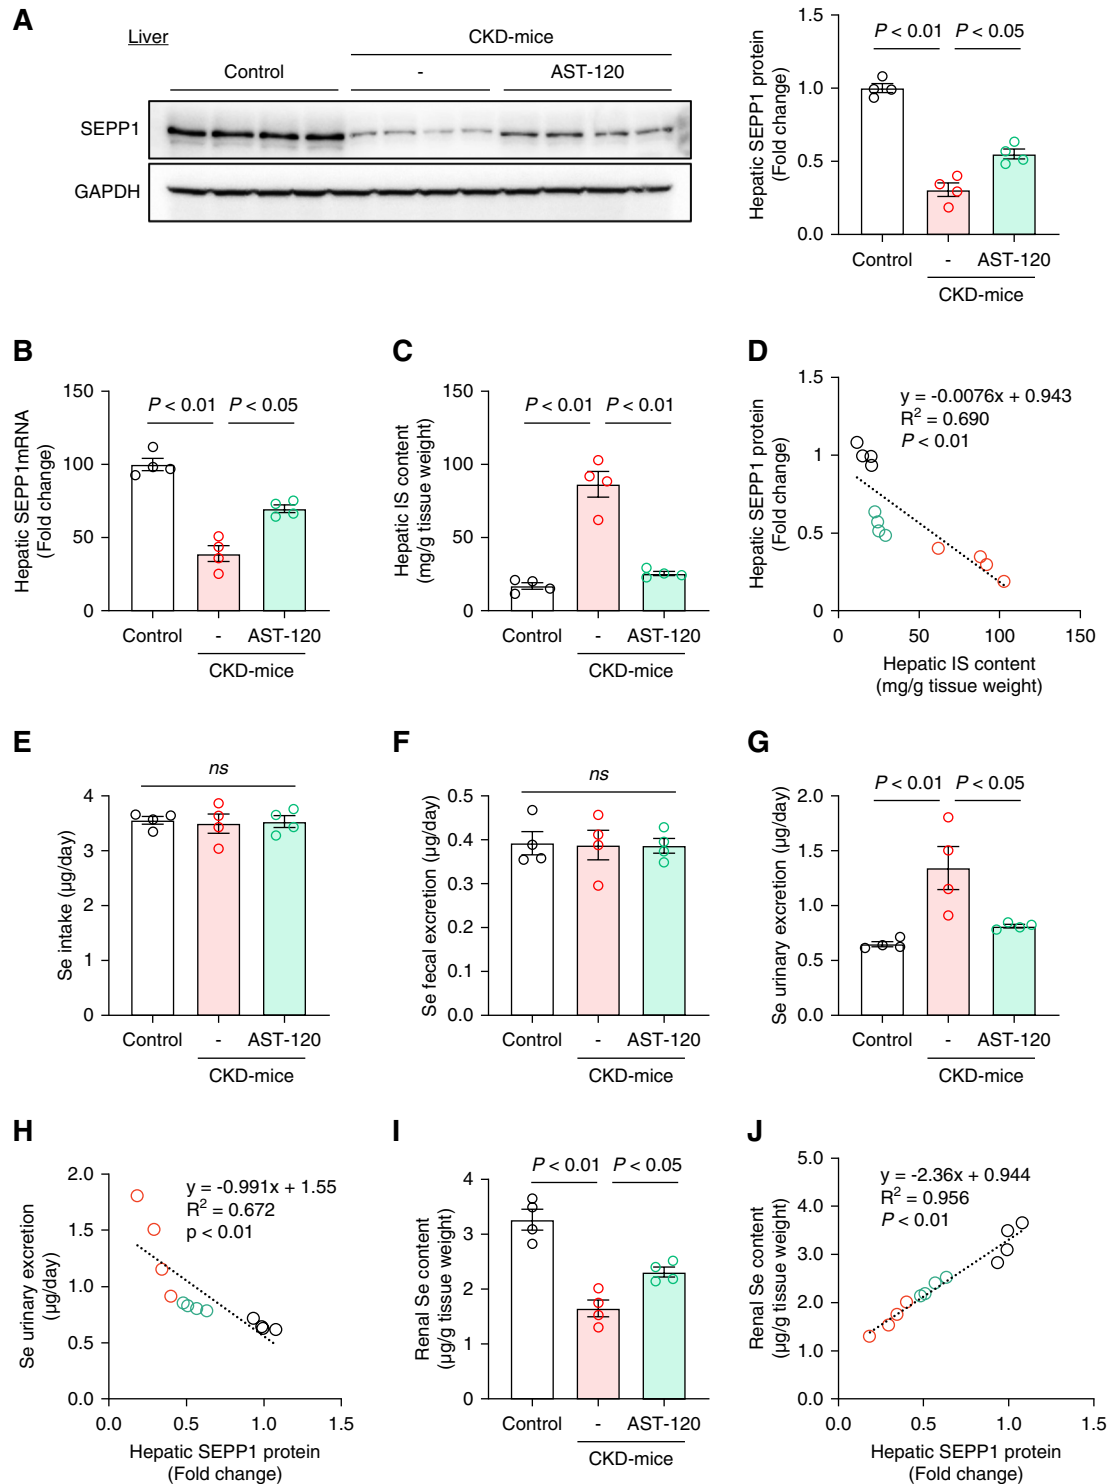 A
Liver
CKD-mice
Control
-
AST-120
SEPP1
GAPDH
Hepatic SEPP1 protein
(Fold change)
1.5
1.0
0.5
0.0
P < 0.01
P < 0.05
Control
-
AST-120
CKD-mice
B
Hepatic SEPP1mRNA
(Fold change)
150
100
50
0
P < 0.01
P < 0.05
Control
-
AST-120
CKD-mice
C
Hepatic IS content
(mg/g tissue weight)
150
100
50
0
P < 0.01
P < 0.01
Control
-
AST-120
CKD-mice
D
Hepatic SEPP1 protein
(Fold change)
1.5
1
0.5
0
y = -0.0076x + 0.943
R² = 0.690
P < 0.01
0
50
100
150
Hepatic IS content
(mg/g tissue weight)
E
Se intake (μg/day)
4
3
2
1
0
ns
Control
-
AST-120
CKD-mice
F
Se fecal excretion (μg/day)
0.5
0.4
0.3
0.2
0.1
0.0
ns
Control
-
AST-120
CKD-mice
G
Se urinary excretion (μg/day)
2.0
1.5
1.0
0.5
0.0
P < 0.01
P < 0.05
Control
-
AST-120
CKD-mice
H
Se urinary excretion
(μg/day)
2.0
1.5
1.0
0.5
0.0
y = -0.991x + 1.55
R² = 0.672
p < 0.01
0.0
0.5
1.0
1.5
Hepatic SEPP1 protein
(Fold change)
I
Renal Se content
(μg/g tissue weight)
4
3
2
1
0
P < 0.01
P < 0.05
Control
-
AST-120
CKD-mice
J
Renal Se content
(μg/g tissue weight)
5.0
4.0
3.0
2.0
1.0
0.0
y = -2.36x + 0.944
R² = 0.956
P < 0.01
0.0
0.5
1.0
1.5
Hepatic SEPP1 protein
(Fold change)